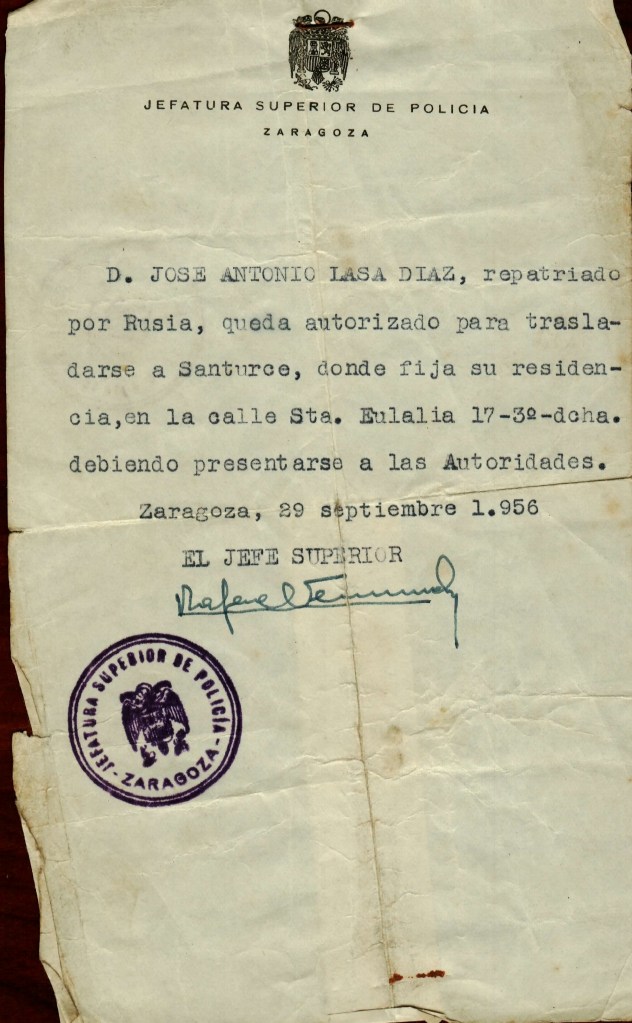 JEFATURA SUPERIOR DE POLICIA
ZARAGOZA
D. JOSE ANTONIO LASA DIAZ, repatriado
por Rusia, queda autorizado para trasla-
darse a Santurce, donde fija su residen-
cia,en la calle Sta. Eulalia 17-3º-dcha.
debiendo presentarse a las Autoridades.
Zaragoza, 29 septiembre 1.956
EL JEFE SUPERIOR
Rafael
JEFATURA SUPERIOR DE POLICÍA
-ZARAGOZA-